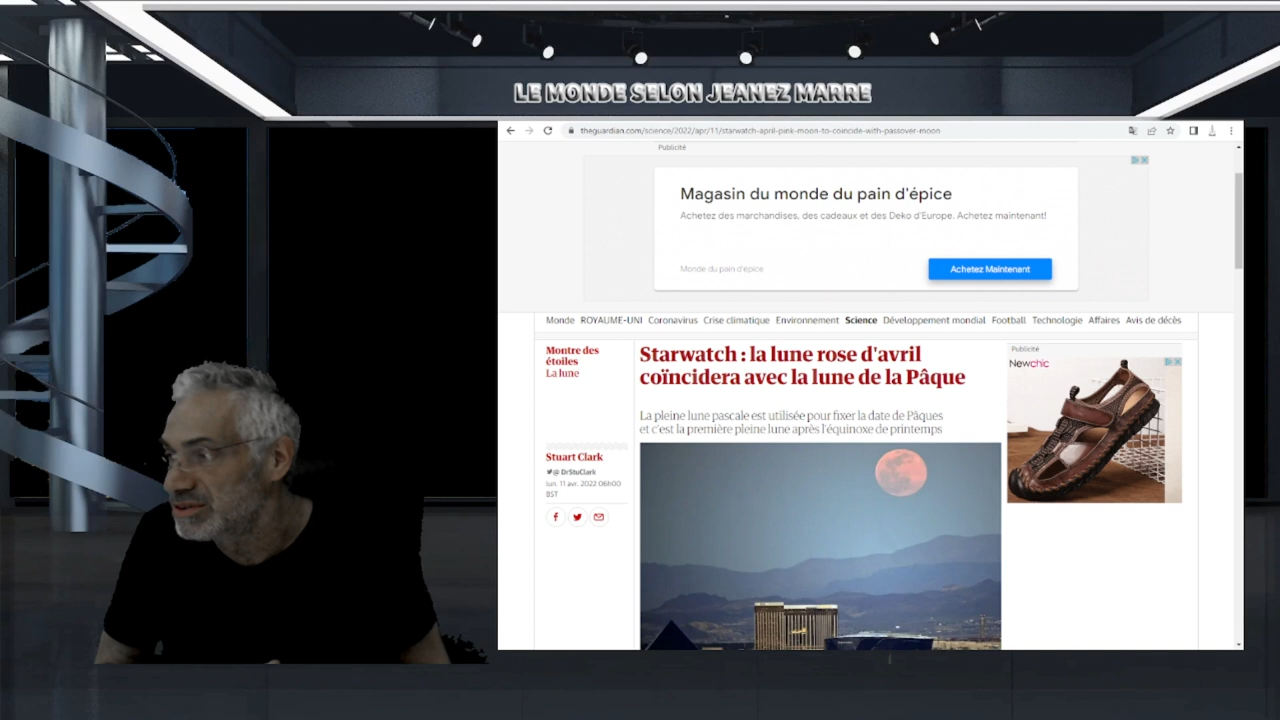 LE MONDE SELON JEANEZ MARRE
theguardian.com/science/2022/apr/11/starwatch-april-pink-moon-to-coincide-with-passover-moon
Publicité
Magasin du monde du pain d'épice
Achetez des marchandises, des cadeaux et des Deko d'Europe. Achetez maintenant!
Monde du pain d'épice
Achetez Maintenant
Monde ROYAUME-UNI Coronavirus Crise climatique Environnement Science Développement mondial Football Technologie Affaires Avis de décès
Montre des
étoiles
La lune
Starwatch : la lune rose d'avril
coïncidera avec la lune de la Pâque
La pleine lune pascale est utilisée pour fixer la date de Pâques
et c'est la première pleine lune après l'équinoxe de printemps
Stuart Clark
@ DrStuClark
lun. 11 avr. 2022 06h00
BST
Publicité
Newchic